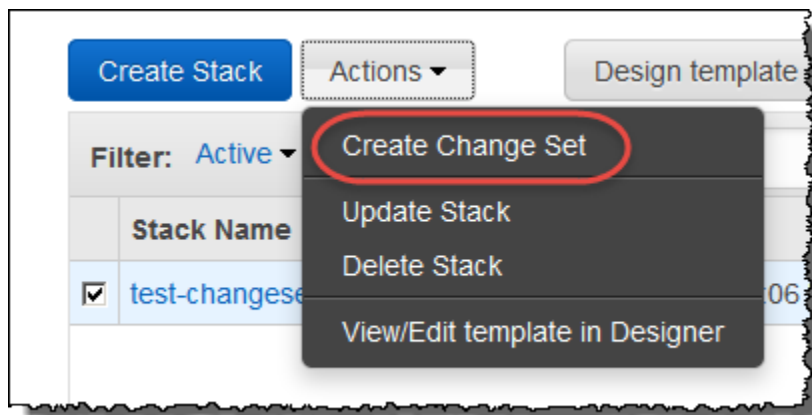 Create Stack Actions Design template
Filter: Active Create Change Set
Stack Name Update Stack
Delete Stack
test-changese :06
View/Edit template in Designer